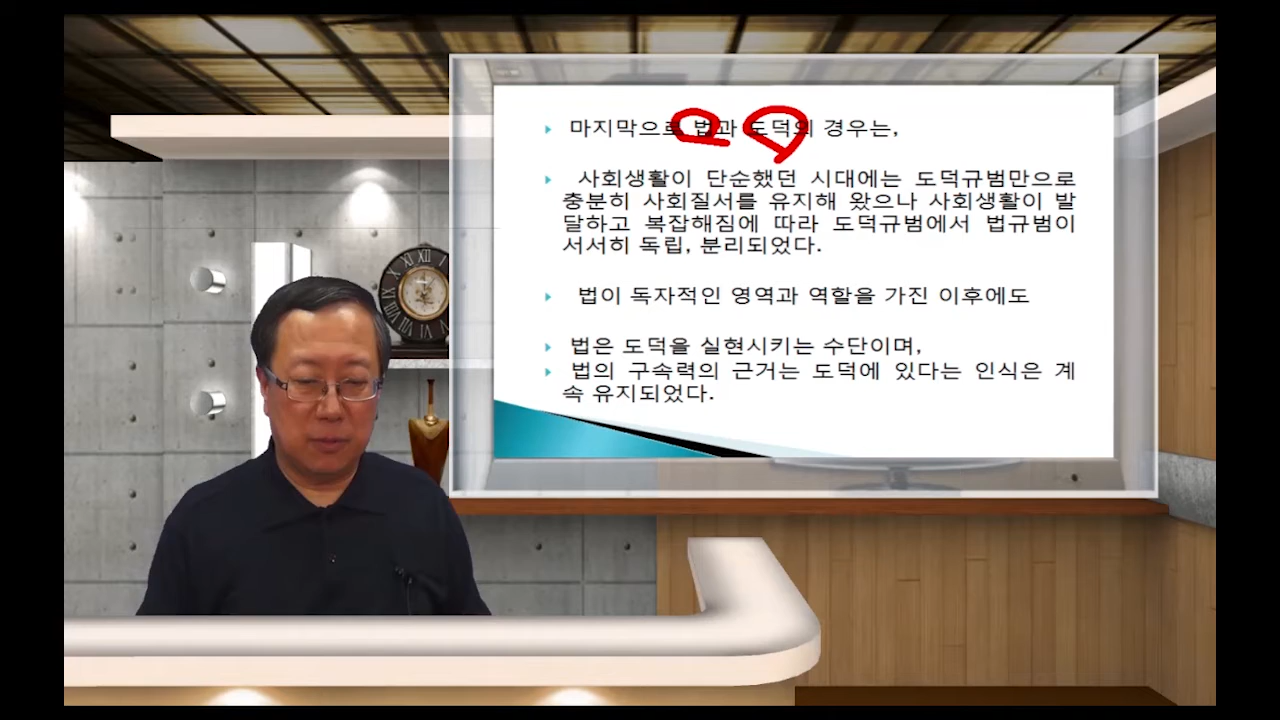 마지막으로 법과 도덕의 경우는,
사회생활이 단순했던 시대에는 도덕규범만으로
충분히 사회질서를 유지해 왔으나 사회생활이 발
달하고 복잡해짐에 따라 도덕규범에서 법규범이
서서히 독립, 분리되었다.
법이 독자적인 영역과 역할을 가진 이후에도
법은 도덕을 실현시키는 수단이며,
법의 구속력의 근거는 도덕에 있다는 인식은 계
속 유지되었다.